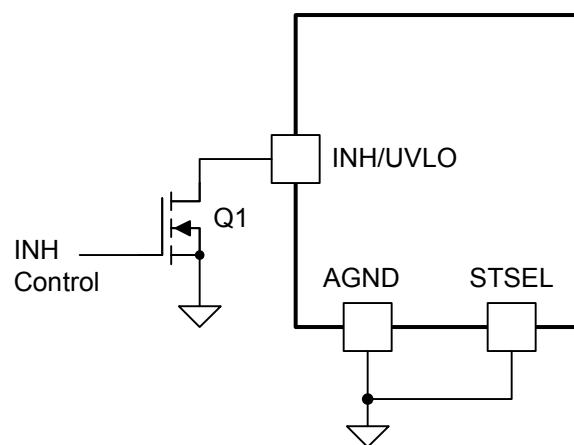 INH/UVLO
Q1
INH
Control
AGND
STSEL